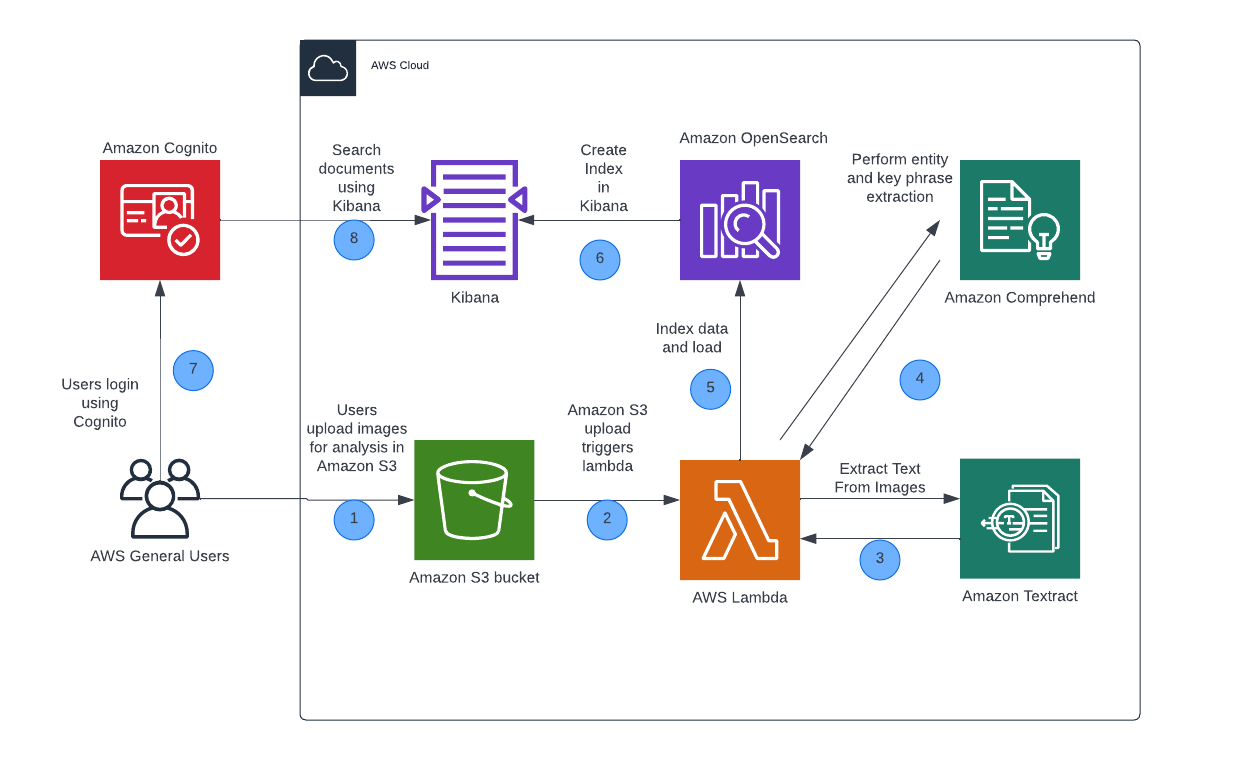 AWS Cloud
Amazon Cognito
Search
documents
using
Kibana
8
Kibana
Create
Index
in
Kibana
6
Amazon OpenSearch
Perform entity
and key phrase
extraction
Amazon Comprehend
7
Users login
using
Cognito
Index data
and load
5
4
AWS General Users
Users
upload images
for analysis in
Amazon S3
1
Amazon S3 bucket
Amazon S3
upload
triggers
lambda
2
AWS Lambda
Extract Text
From Images
3
Amazon Textract